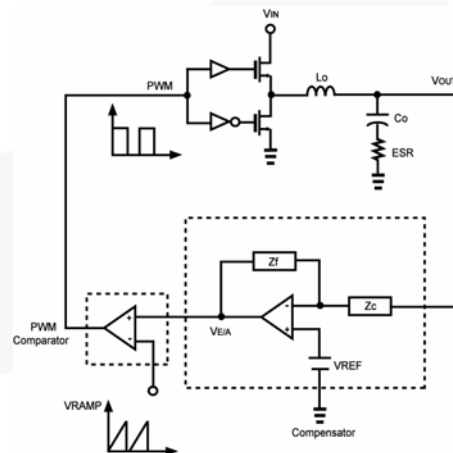 VIN
PWM
Lo
VOUT
Co
ESR
Zf
Zc
-
+
VE/A
VREF
Compensator
+
-
PWM
Comparator
VRAMP